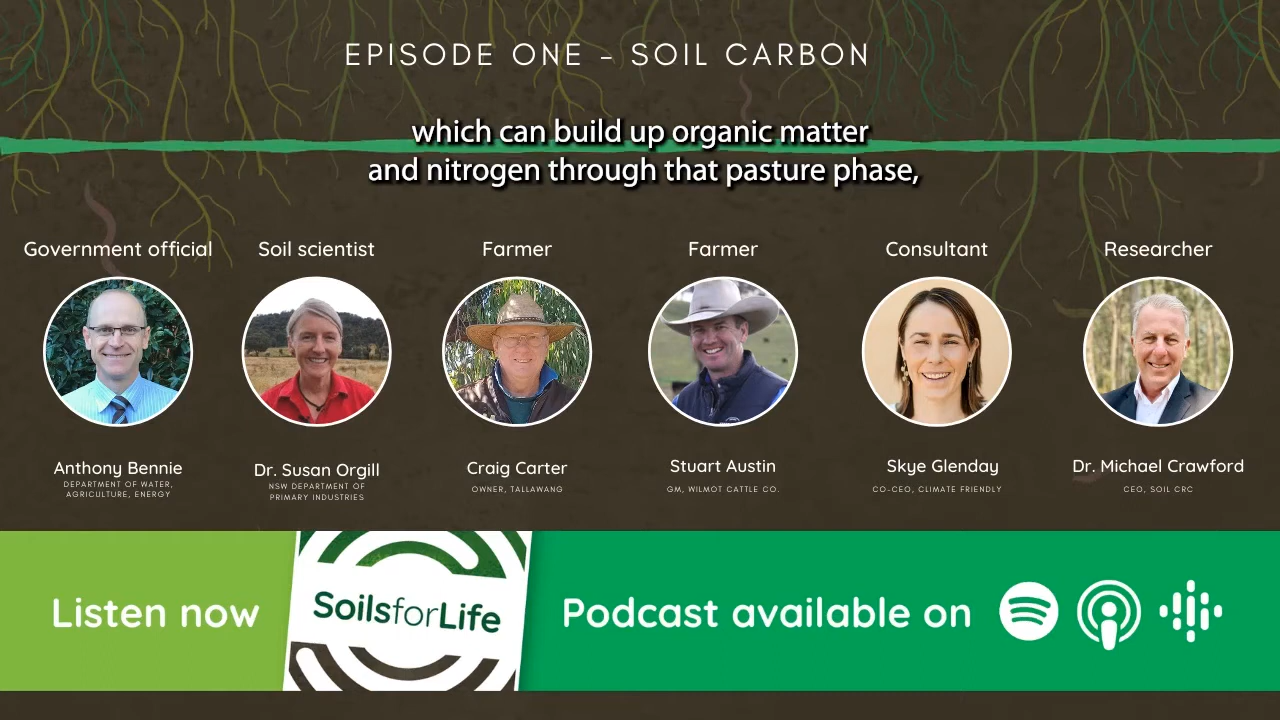 EPISODE ONE – SOIL CARBON
which can build up organic matter
and nitrogen through that pasture phase,
Government official
Soil scientist
Farmer
Farmer
Consultant
Researcher
Anthony Bennie
DEPARTMENT OF WATER,
AGRICULTURE, ENERGY
Dr. Susan Orgill
NSW DEPARTMENT OF
PRIMARY INDUSTRIES
Craig Carter
OWNER, TALLAWANG
Stuart Austin
GM, WILMOT CATTLE CO.
Skye Glenday
CO-CEO, CLIMATE FRIENDLY
Dr. Michael Crawford
CEO, SOIL CRC
Listen now
SoilsforLife
Podcast available on